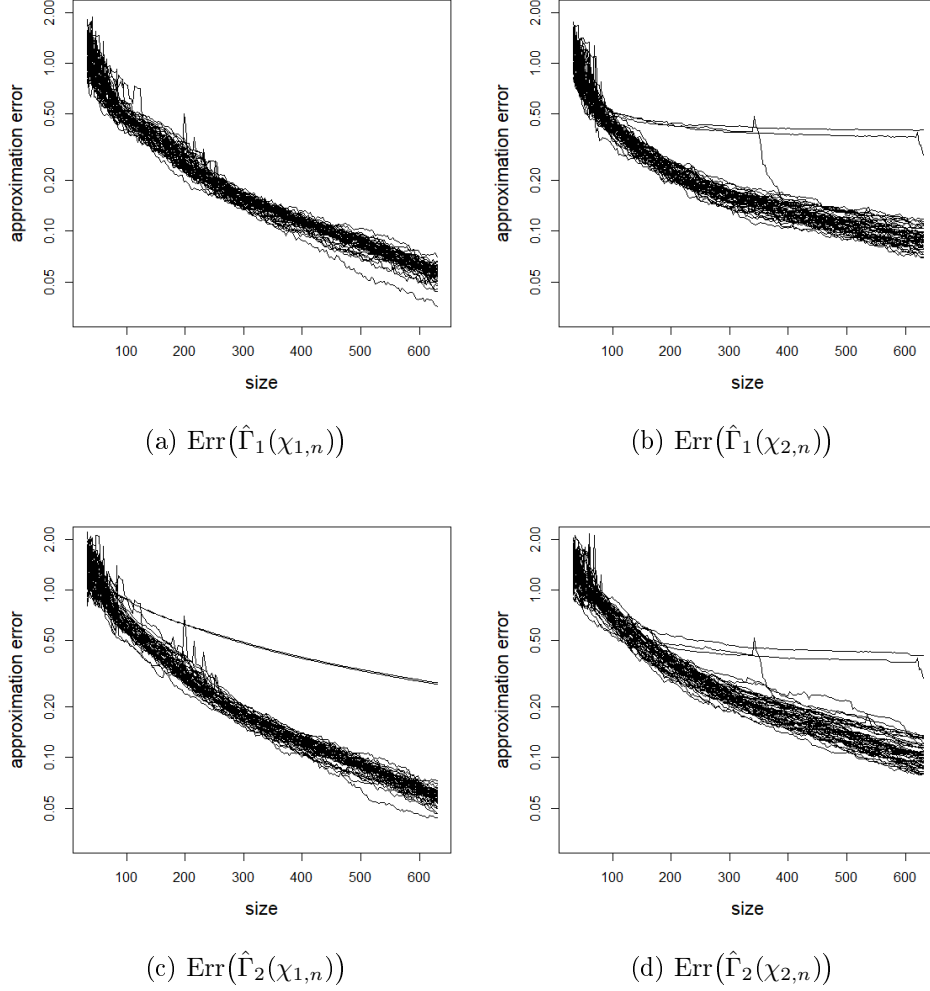 2.00
1.00
0.50
0.20
0.10
0.05
approximation error
100 200 300 400 500 600
size
(a) Err(Γ̂₁(χ₁,ₙ))
2.00
1.00
0.50
0.20
0.10
0.05
approximation error
100 200 300 400 500 600
size
(b) Err(Γ̂₁(χ₂,ₙ))
2.00
1.00
0.50
0.20
0.10
0.05
approximation error
100 200 300 400 500 600
size
(c) Err(Γ̂₂(χ₁,ₙ))
2.00
1.00
0.50
0.20
0.10
0.05
approximation error
100 200 300 400 500 600
size
(d) Err(Γ̂₂(χ₂,ₙ))